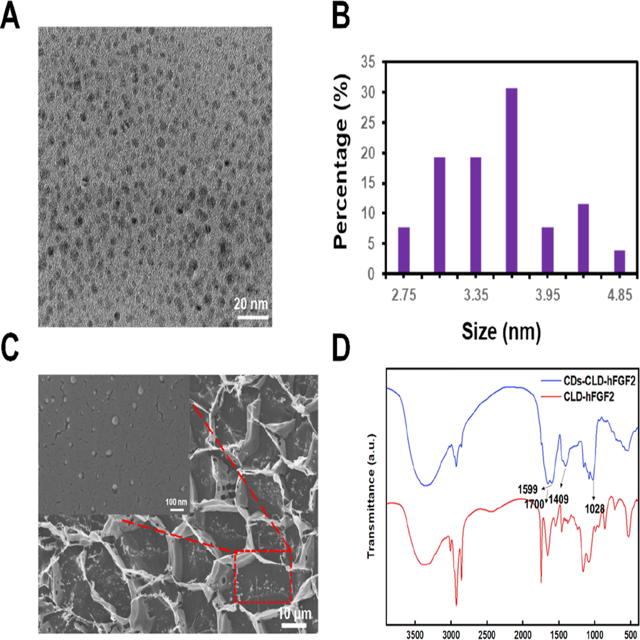 A
20 nm
B
Percentage (%)
35
30
25
20
15
10
5
0
2.75 3.35 3.95 4.85
Size (nm)
C
100 nm
10 µm
D
Transmittance (a.u.)
CDs-CLD-hFGF2
CLD-hFGF2
1599
1700
1409
1028
3500 3000 2500 2000 1500 1000 500